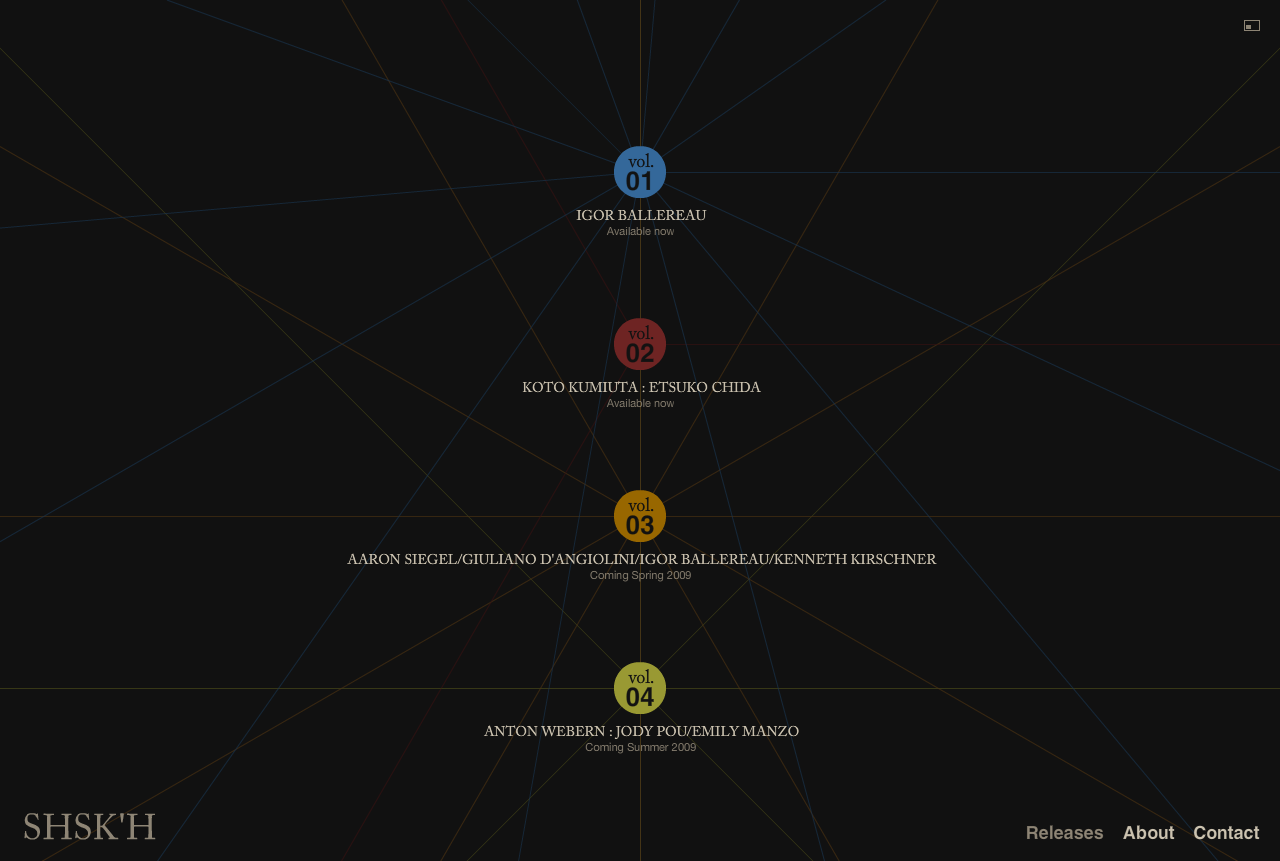 vol.
01
IGOR BALLEREAU
Available now
vol.
02
KOTO KUMIUTA : ETSUKO CHIDA
Available now
vol.
03
AARON SIEGEL/GIULIANO D'ANGIOLINI/IGOR BALLEREAU/KENNETH KIRSCHNER
Coming Spring 2009
vol.
04
ANTON WEBERN : JODY POU/EMILY MANZO
Coming Summer 2009
SHSK'H
Releases About Contact